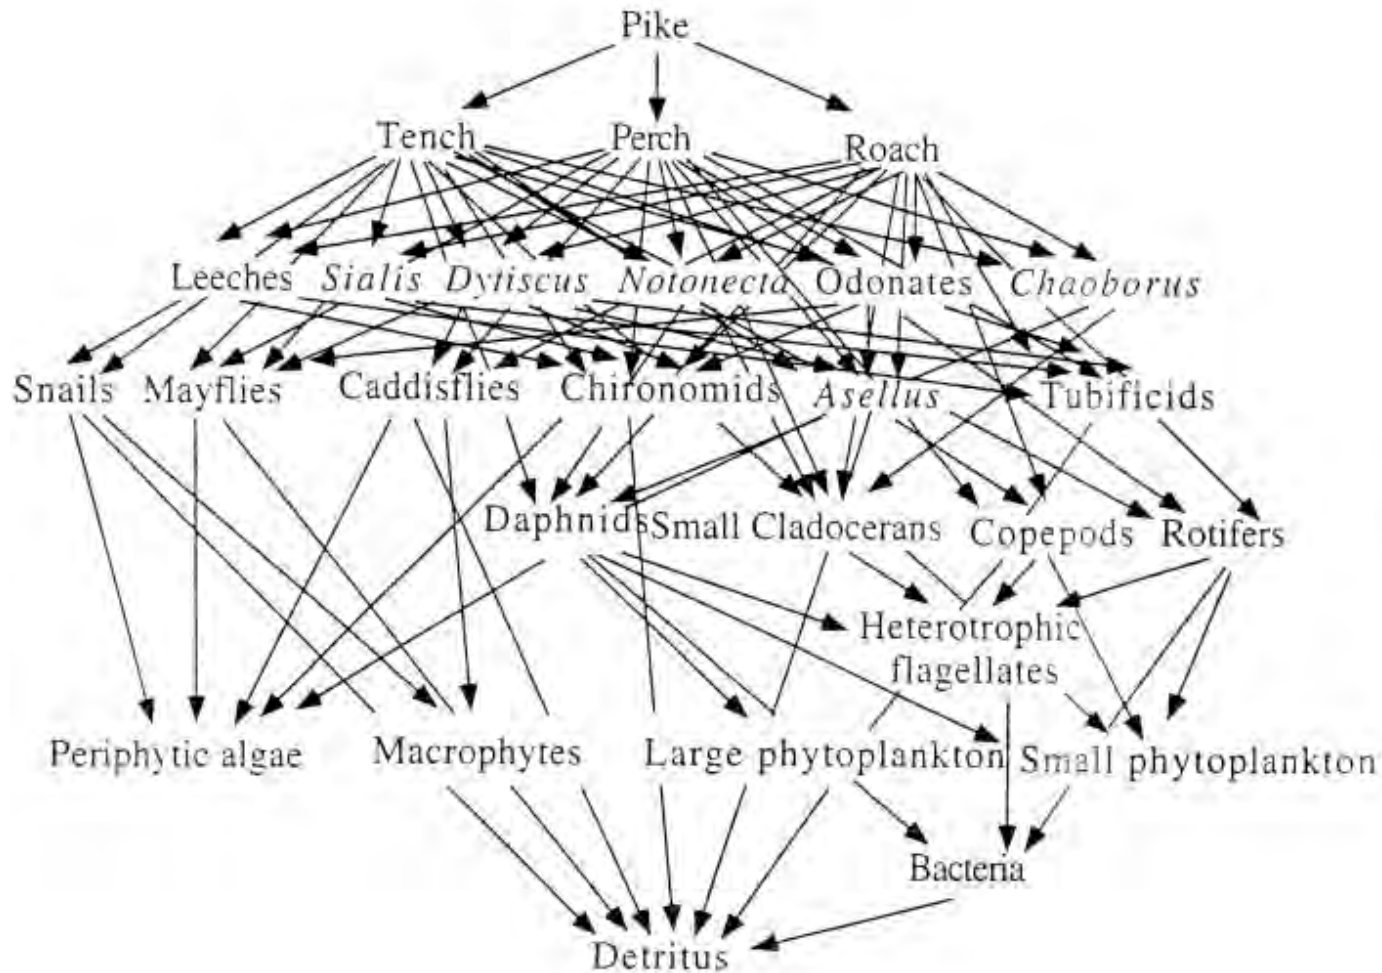 Pike
Tench Perch Roach
Leeches Sialis Dytiscus Notonecta Odonates Chaoborus
Snails Mayflies Caddisflies Chironomids Asellus Tubificids
Daphnids Small Cladocerans Copepods Rotifers
Heterotrophic
flagellates
Periphytic algae Macrophytes Large phytoplankton Small phytoplankton
Bacteria
Detritus